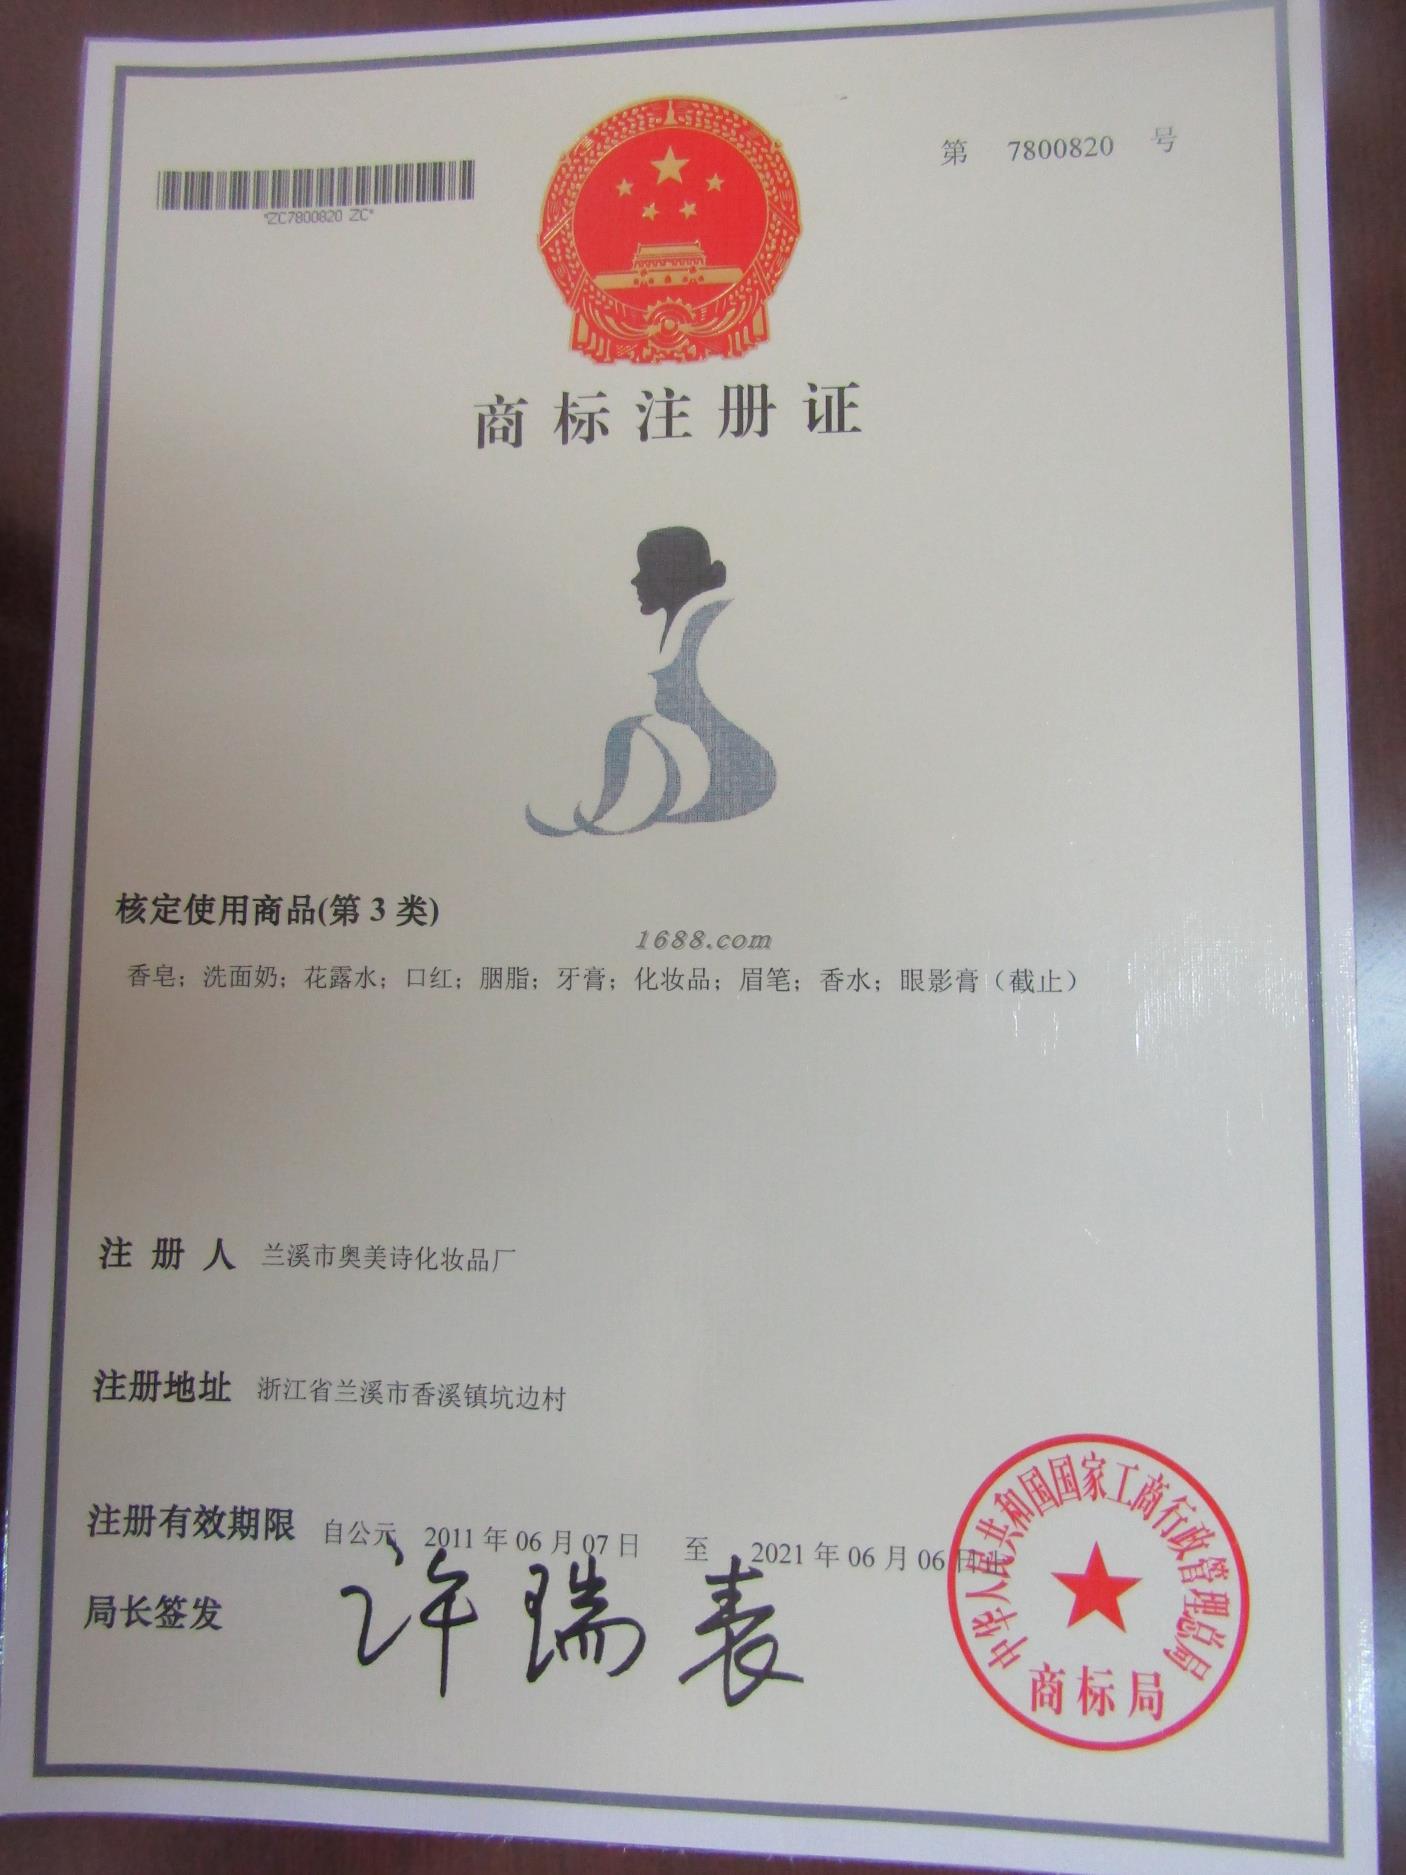 第 7800820 号
*ZC7800820 ZC*
商标注册证
核定使用商品(第 3 类)
1688.com
香皂；洗面奶；花露水；口红；胭脂；牙膏；化妆品；眉笔；香水；眼影膏（截止）
注 册 人 兰溪市奥美诗化妆品厂
注册地址 浙江省兰溪市香溪镇坑边村
注册有效期限 自公元 2011 年 06 月 07 日 至 2021 年 06 月 06 日止
局长签发 许瑞表
中华人民共和国国家工商行政管理总局
商标局